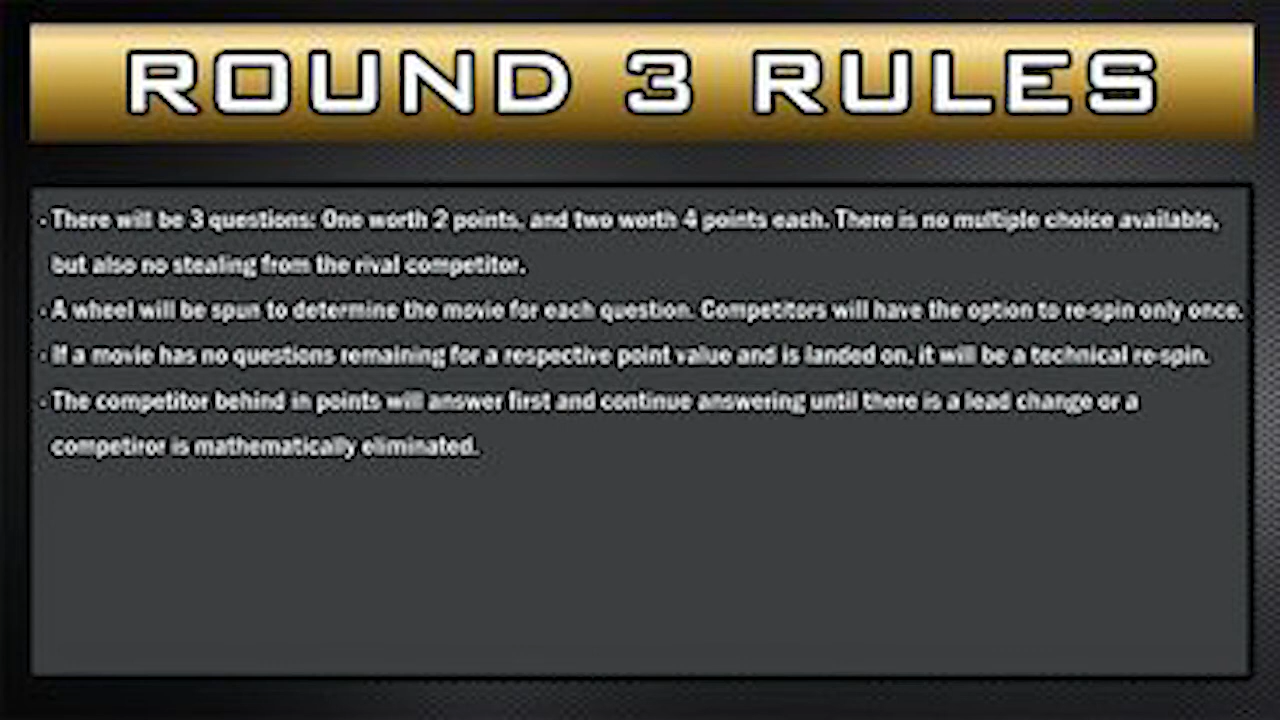 ROUND 3 RULES
- There will be 3 questions: One worth 2 points, and two worth 4 points each. There is no multiple choice available,
but also no stealing from the rival competitor.
- A wheel will be spun to determine the movie for each question. Competitors will have the option to re-spin only once.
- If a movie has no questions remaining for a respective point value and is landed on, it will be a technical re-spin.
- The competitor behind in points will answer first and continue answering until there is a lead change or a
competiror is mathematically eliminated.